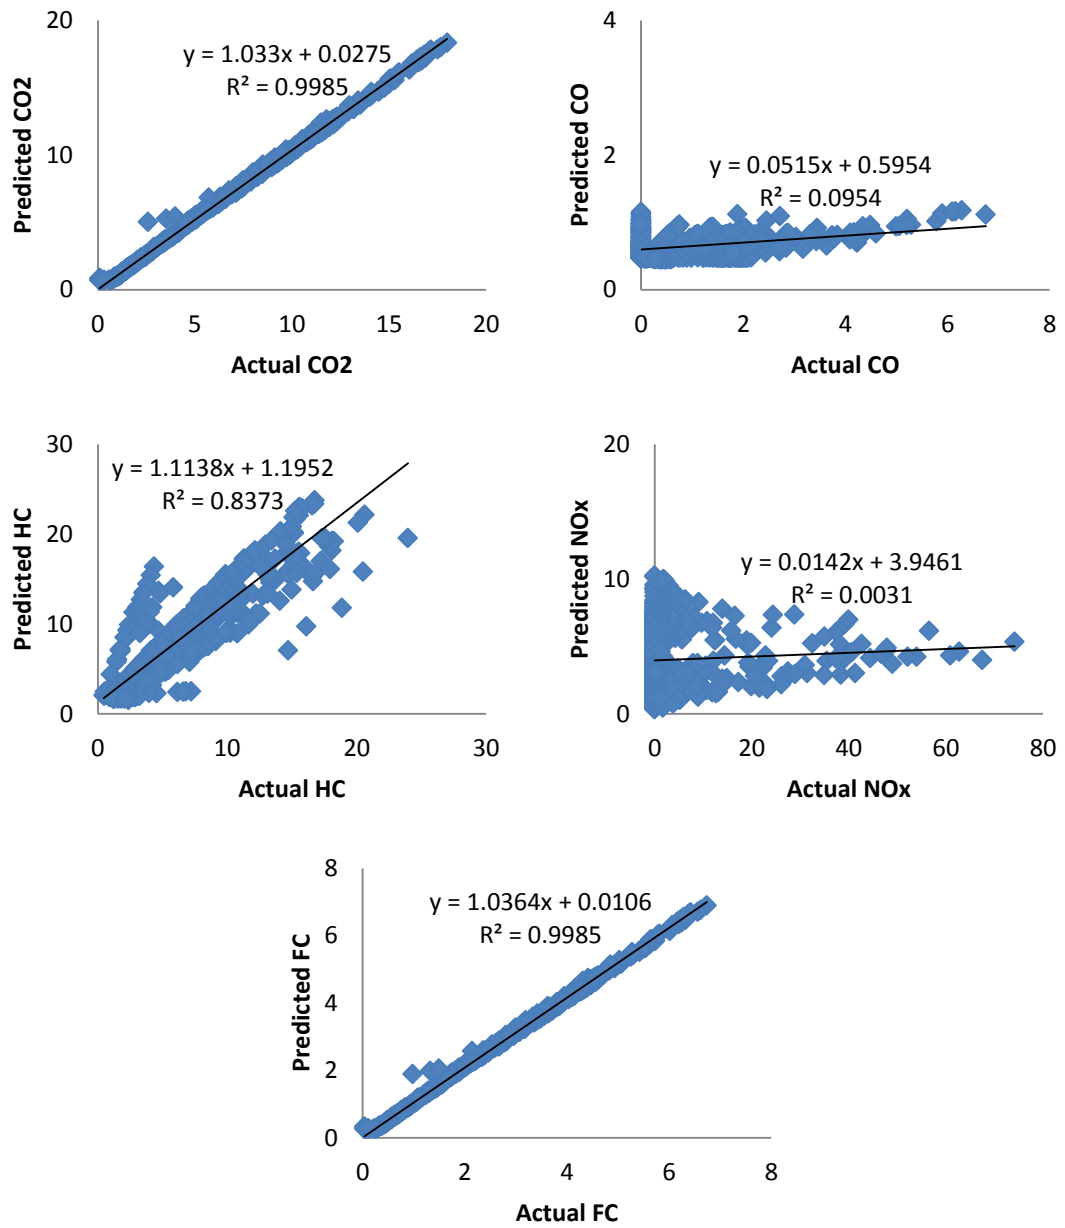 20
10
0
Predicted CO2
y = 1.033x + 0.0275
R² = 0.9985
0 5 10 15 20
Actual CO2
4
2
0
Predicted CO
y = 0.0515x + 0.5954
R² = 0.0954
0 2 4 6 8
Actual CO
30
20
10
0
Predicted HC
y = 1.1138x + 1.1952
R² = 0.8373
0 10 20 30
Actual HC
20
10
0
Predicted NOx
y = 0.0142x + 3.9461
R² = 0.0031
0 20 40 60 80
Actual NOx
8
6
4
2
0
Predicted FC
y = 1.0364x + 0.0106
R² = 0.9985
0 2 4 6 8
Actual FC